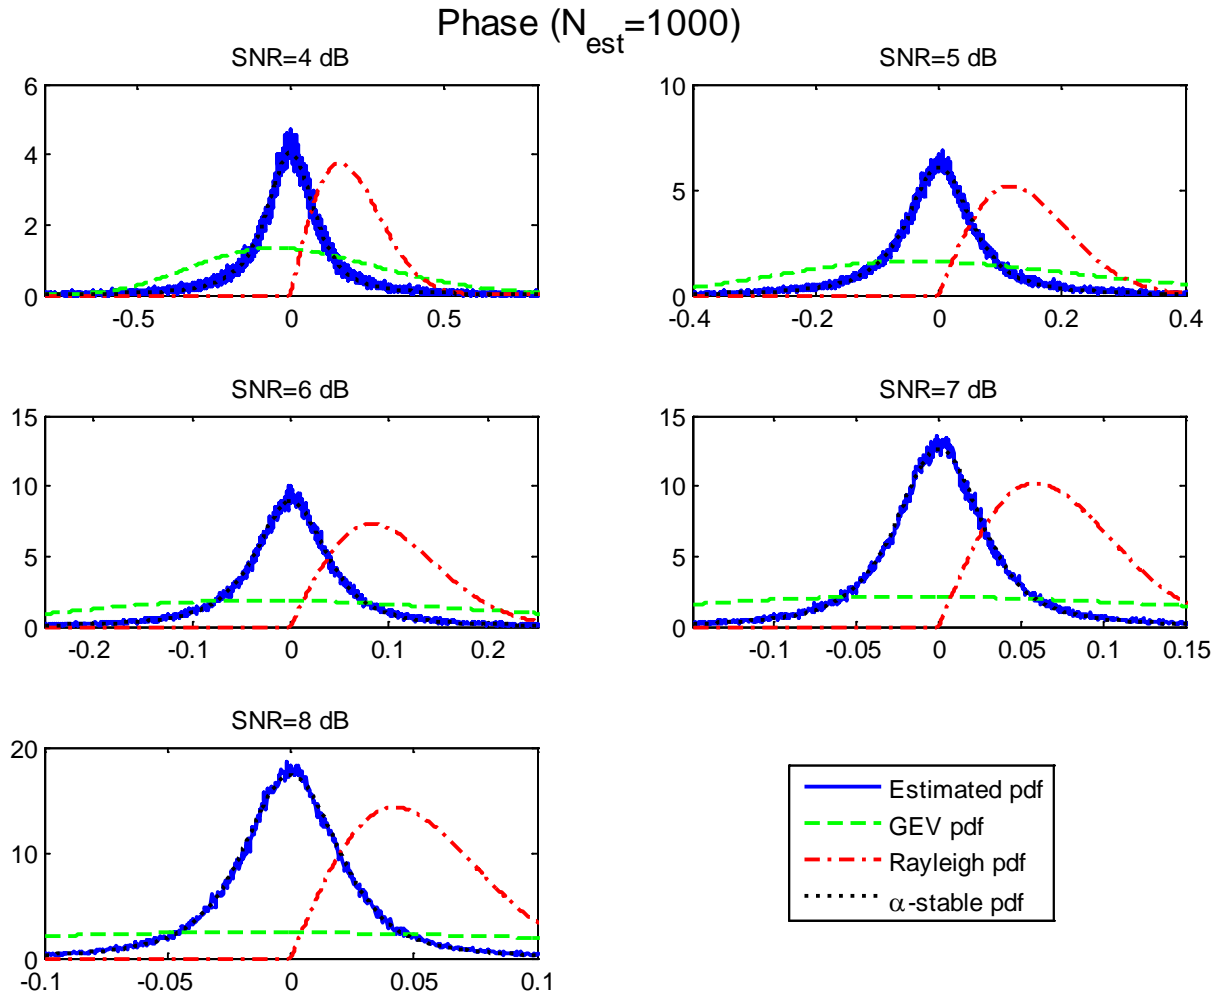 Phase (N_est=1000)
SNR=4 dB
6
4
2
0
-0.5 0 0.5
SNR=5 dB
10
5
0
-0.4 -0.2 0 0.2 0.4
SNR=6 dB
15
10
5
0
-0.2 -0.1 0 0.1 0.2
SNR=7 dB
15
10
5
0
-0.1 -0.05 0 0.05 0.1 0.15
SNR=8 dB
20
10
0
-0.1 -0.05 0 0.05 0.1
Estimated pdf
GEV pdf
Rayleigh pdf
α-stable pdf